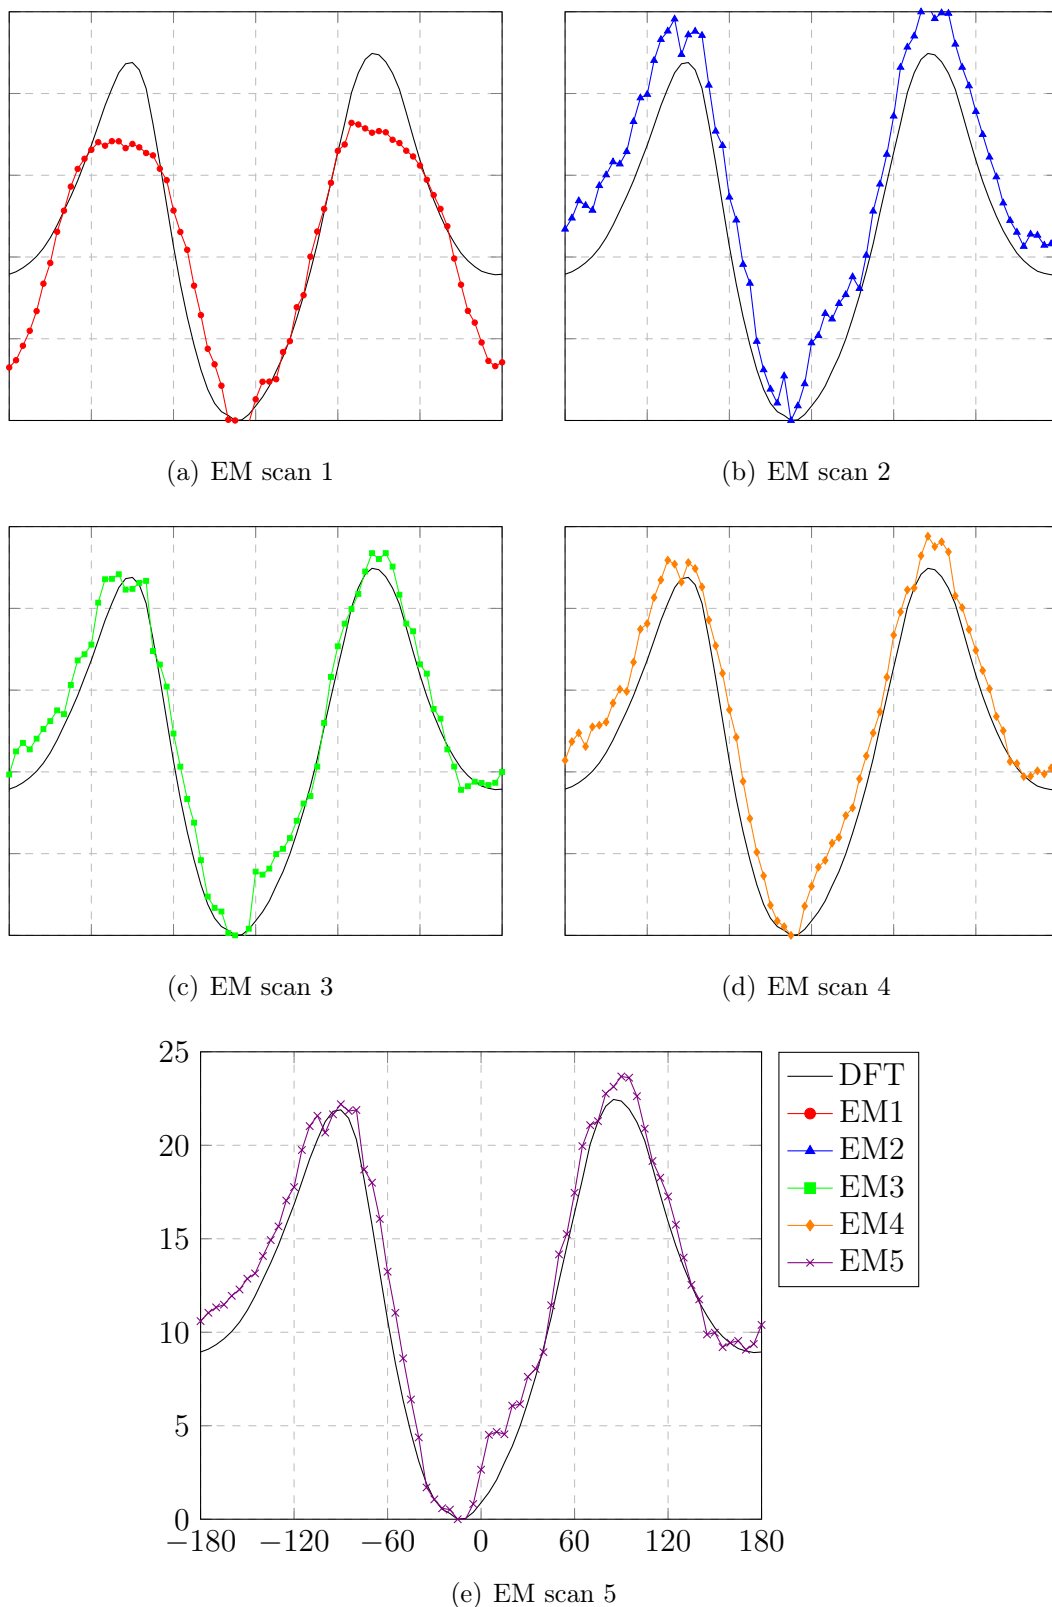 (a) EM scan 1
(b) EM scan 2
(c) EM scan 3
(d) EM scan 4
25
20
15
10
5
0
−180 −120 −60 0 60 120 180
DFT
EM1
EM2
EM3
EM4
EM5
(e) EM scan 5